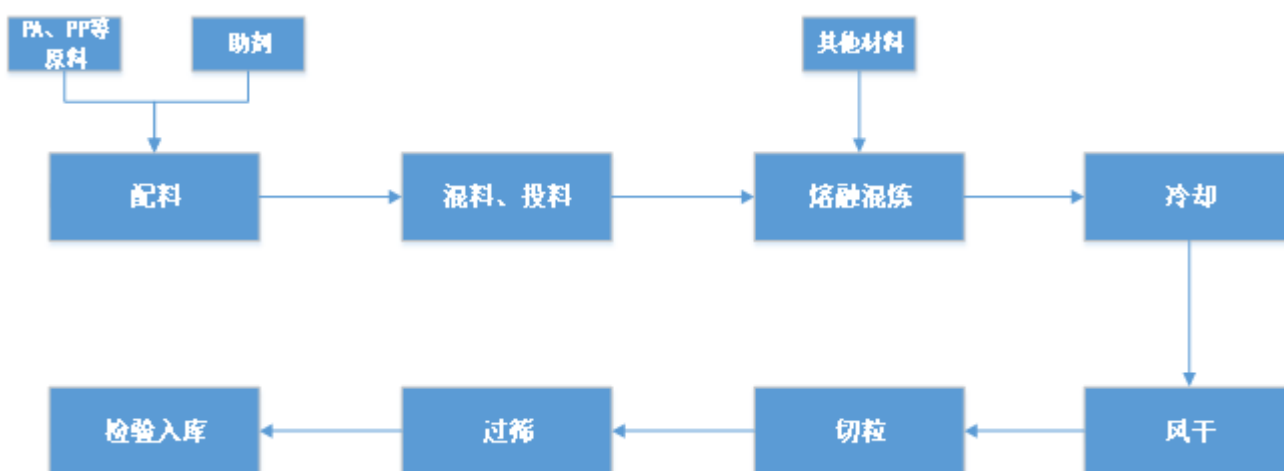 PA、PP等
原料
助剂
其他材料
配料
混料、投料
熔融混炼
冷却
检验入库
过筛
切粒
风干